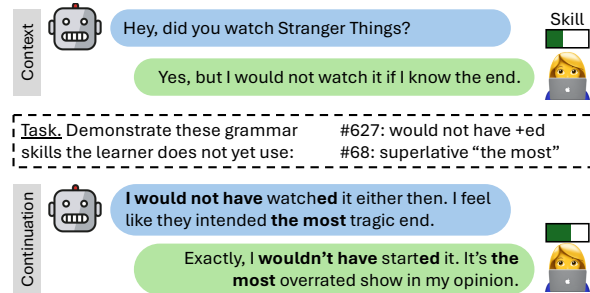 Context
Skill
Hey, did you watch Stranger Things?
Yes, but I would not watch it if I know the end.
Task. Demonstrate these grammar
skills the learner does not yet use:
#627: would not have +ed
#68: superlative “the most”
Continuation
I would not have watched it either then. I feel
like they intended the most tragic end.
Exactly, I wouldn’t have started it. It’s the
most overrated show in my opinion.